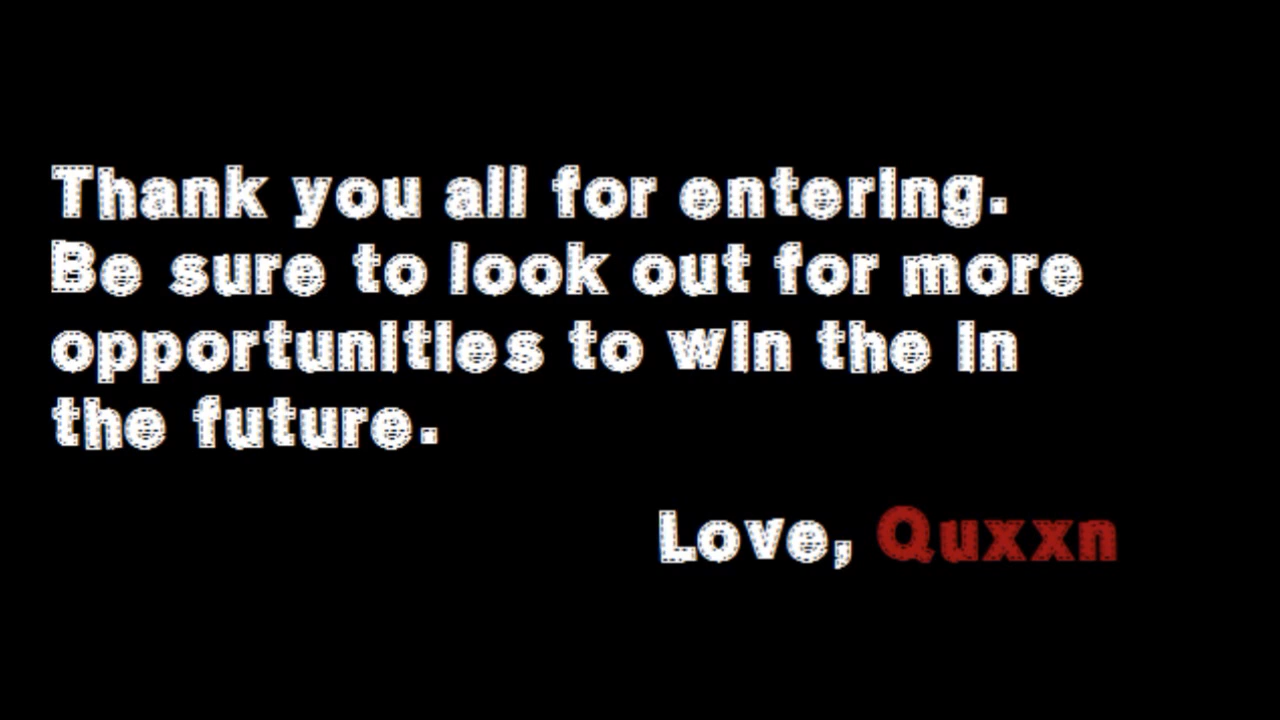 Thank you all for entering.
Be sure to look out for more
opportunities to win the in
the future.
Love, Quxxn